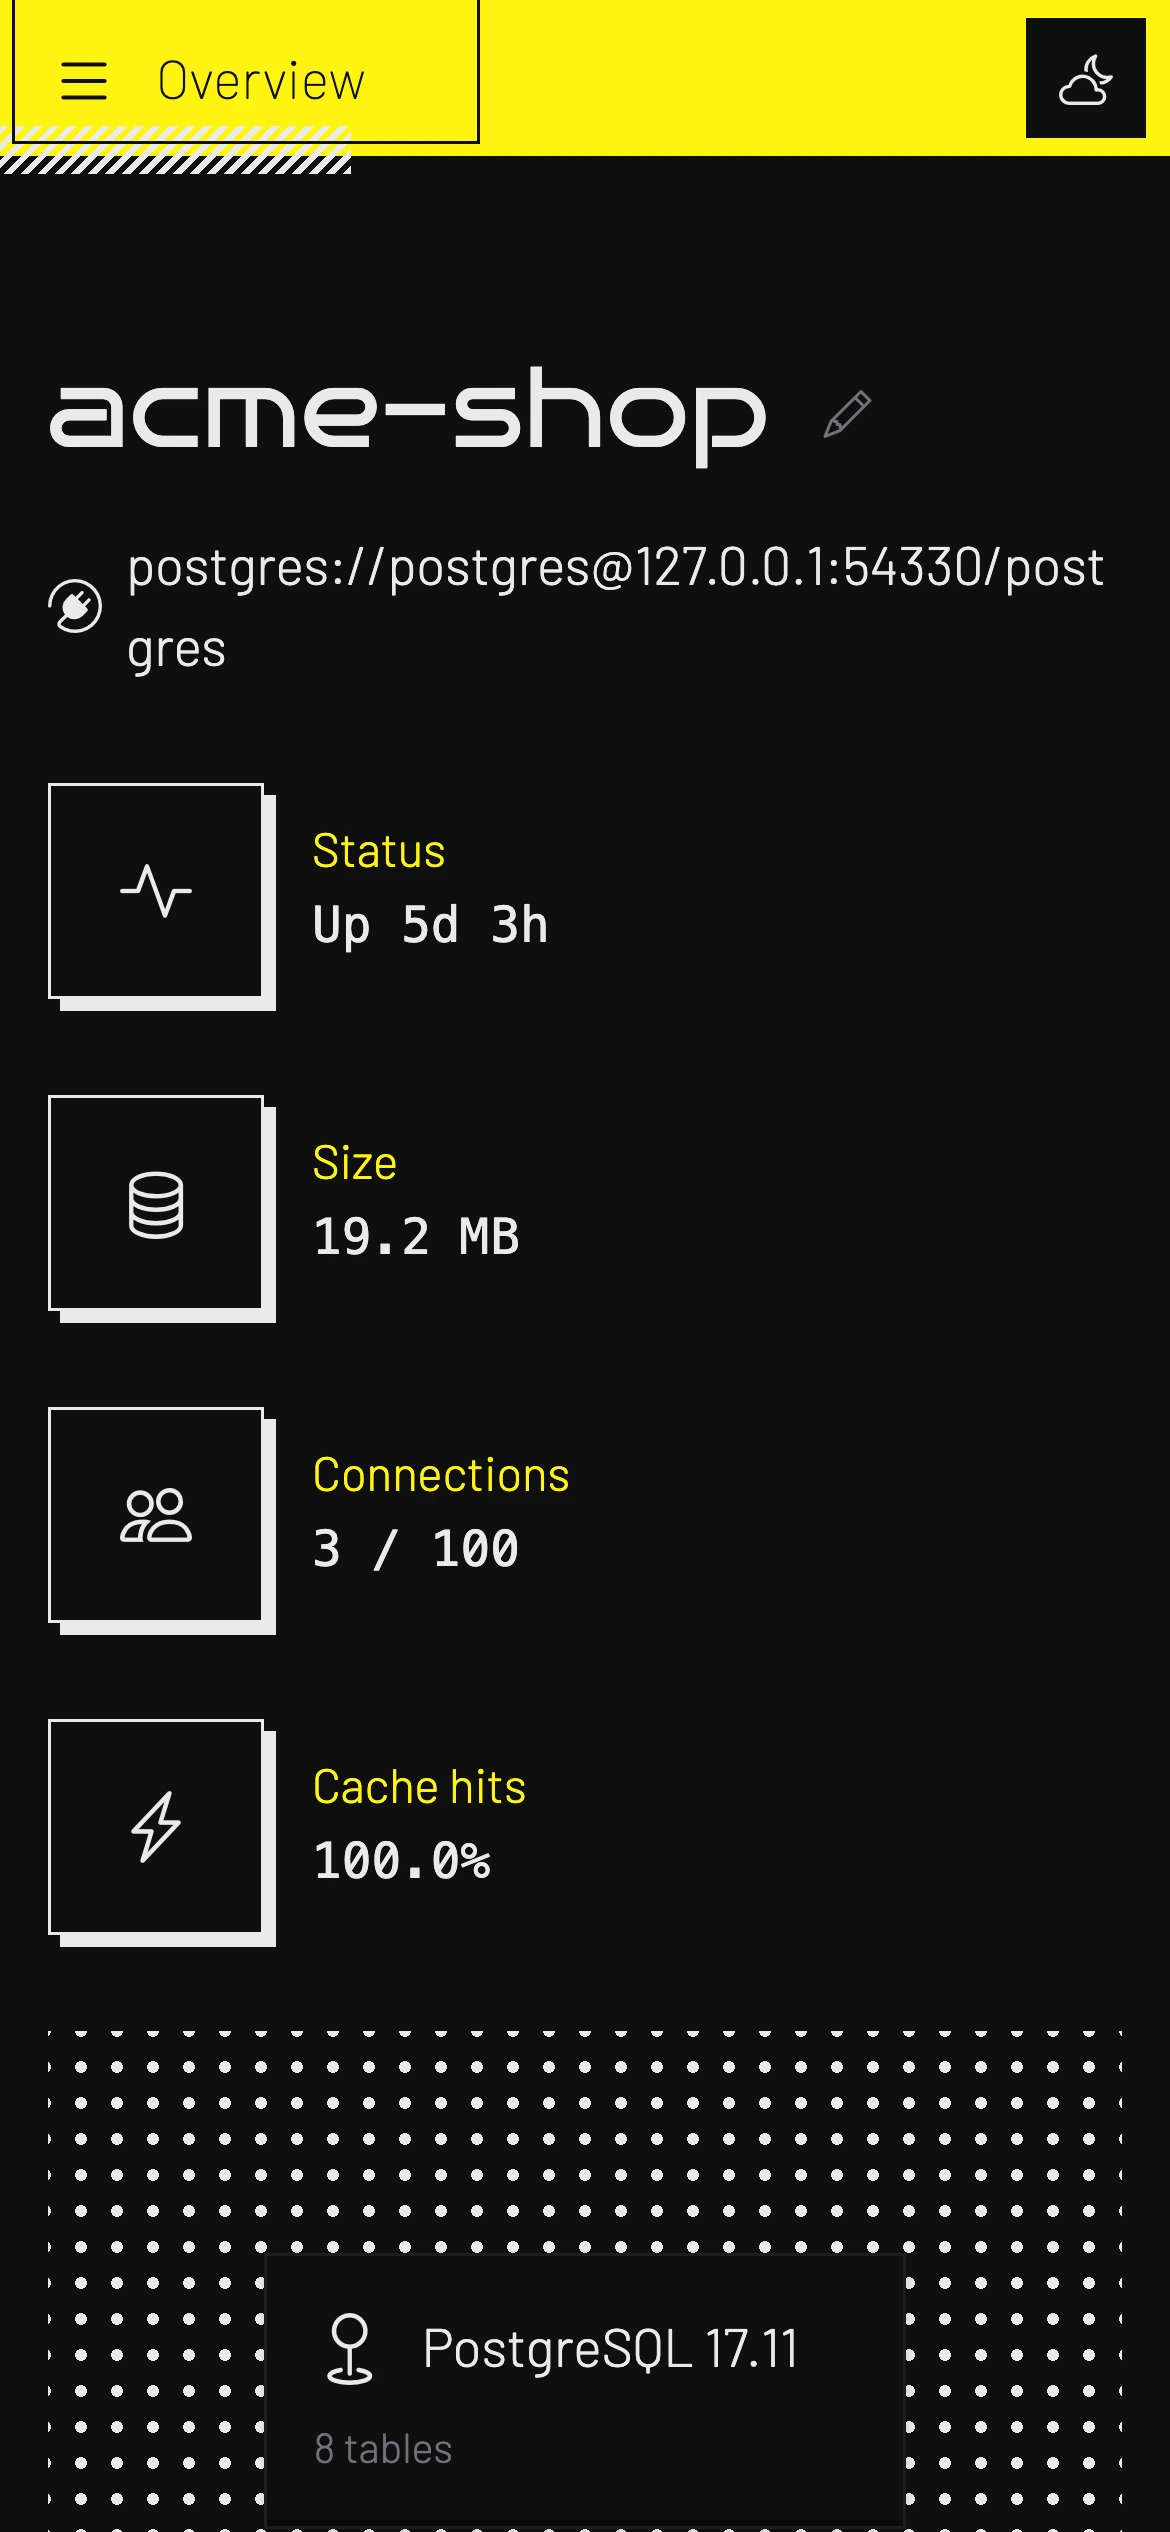 Overview
acme-shop
postgres://postgres@127.0.0.1:54330/post
gres
Status
Up 5d 3h
Size
19.2 MB
Connections
3 / 100
Cache hits
100.0%
PostgreSQL 17.11
8 tables